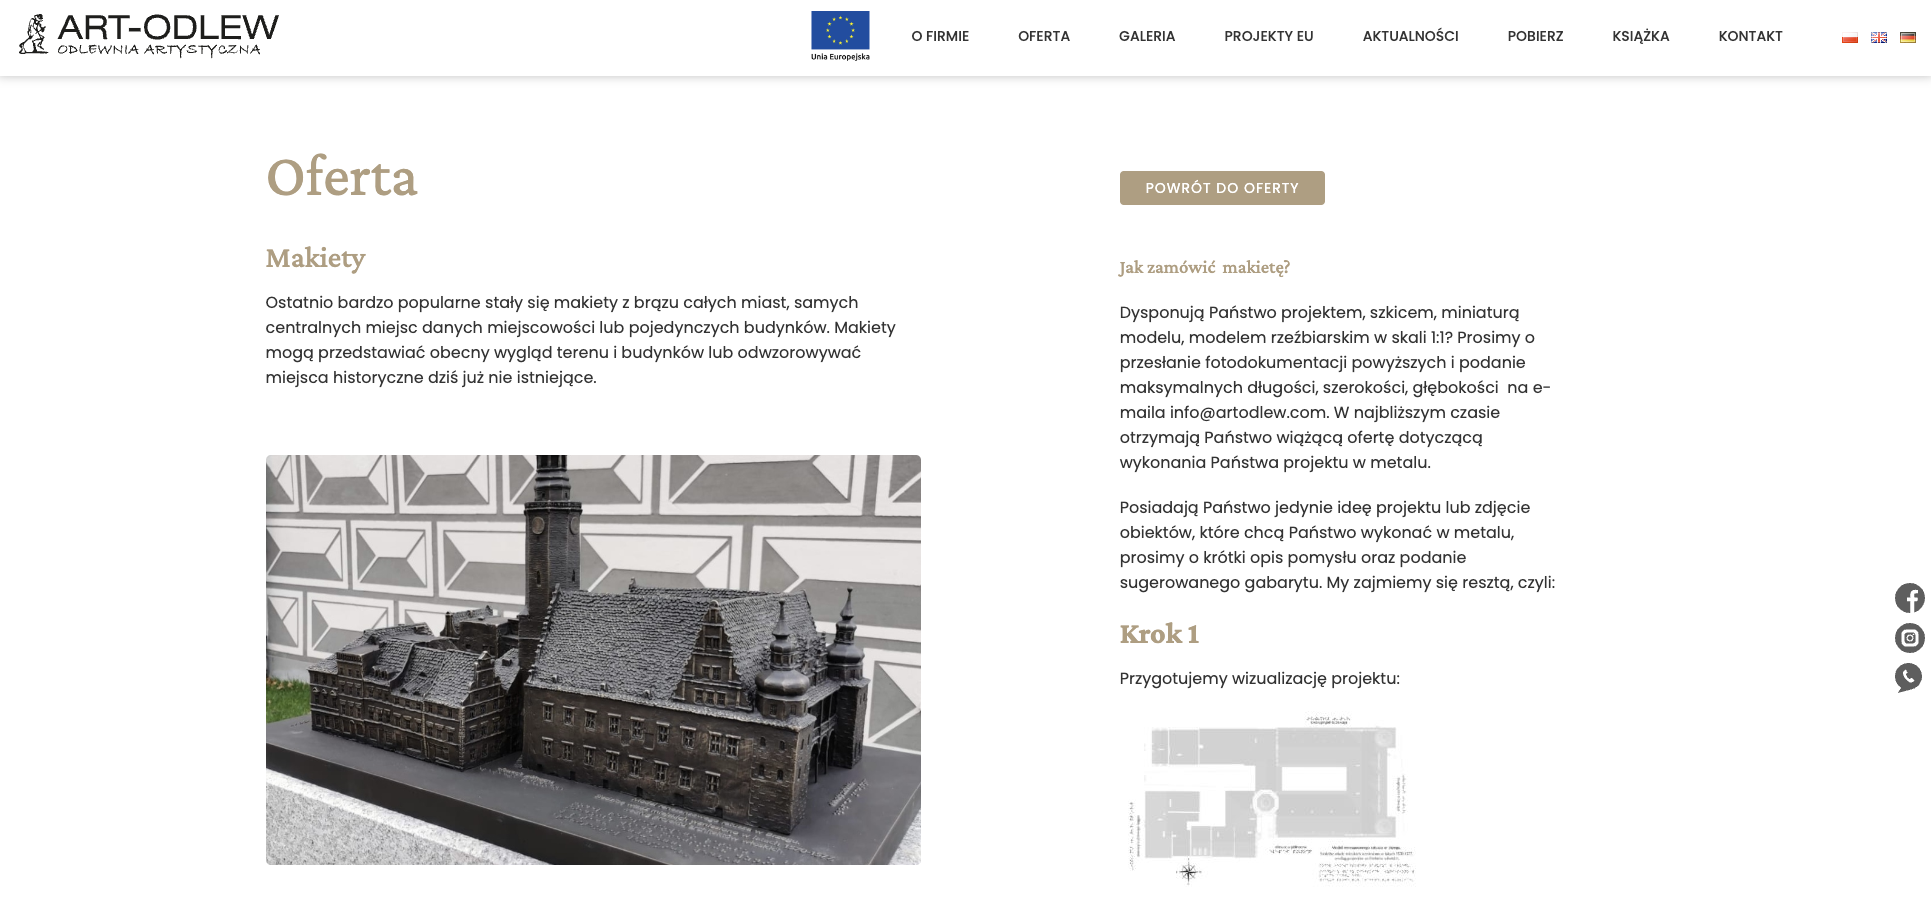 ART-ODLEW
ODLEWNIA ARTYSTYCZNA
Unia Europejska
O FIRMIE
OFERTA
GALERIA
PROJEKTY EU
AKTUALNOŚCI
POBIERZ
KSIĄŻKA
KONTAKT
Oferta
Makiety
Ostatnio bardzo popularne stały się makiety z brązu całych miast, samych
centralnych miejsc danych miejscowości lub pojedynczych budynków. Makiety
mogą przedstawiać obecny wygląd terenu i budynków lub odwzorowywać
miejsca historyczne dziś już nie istniejące.
POWRÓT DO OFERTY
Jak zamówić makietę?
Dysponują Państwo projektem, szkicem, miniaturą
modelu, modelem rzeźbiarskim w skali 1:1? Prosimy o
przesłanie fotodokumentacji powyższych i podanie
maksymalnych długości, szerokości, głębokości na e-
maila info@artodlew.com. W najbliższym czasie
otrzymają Państwo wiążącą ofertę dotyczącą
wykonania Państwa projektu w metalu.
Posiadają Państwo jedynie ideę projektu lub zdjęcie
obiektów, które chcą Państwo wykonać w metalu,
prosimy o krótki opis pomysłu oraz podanie
sugerowanego gabarytu. My zajmiemy się resztą, czyli:
Krok 1
Przygotujemy wizualizację projektu: